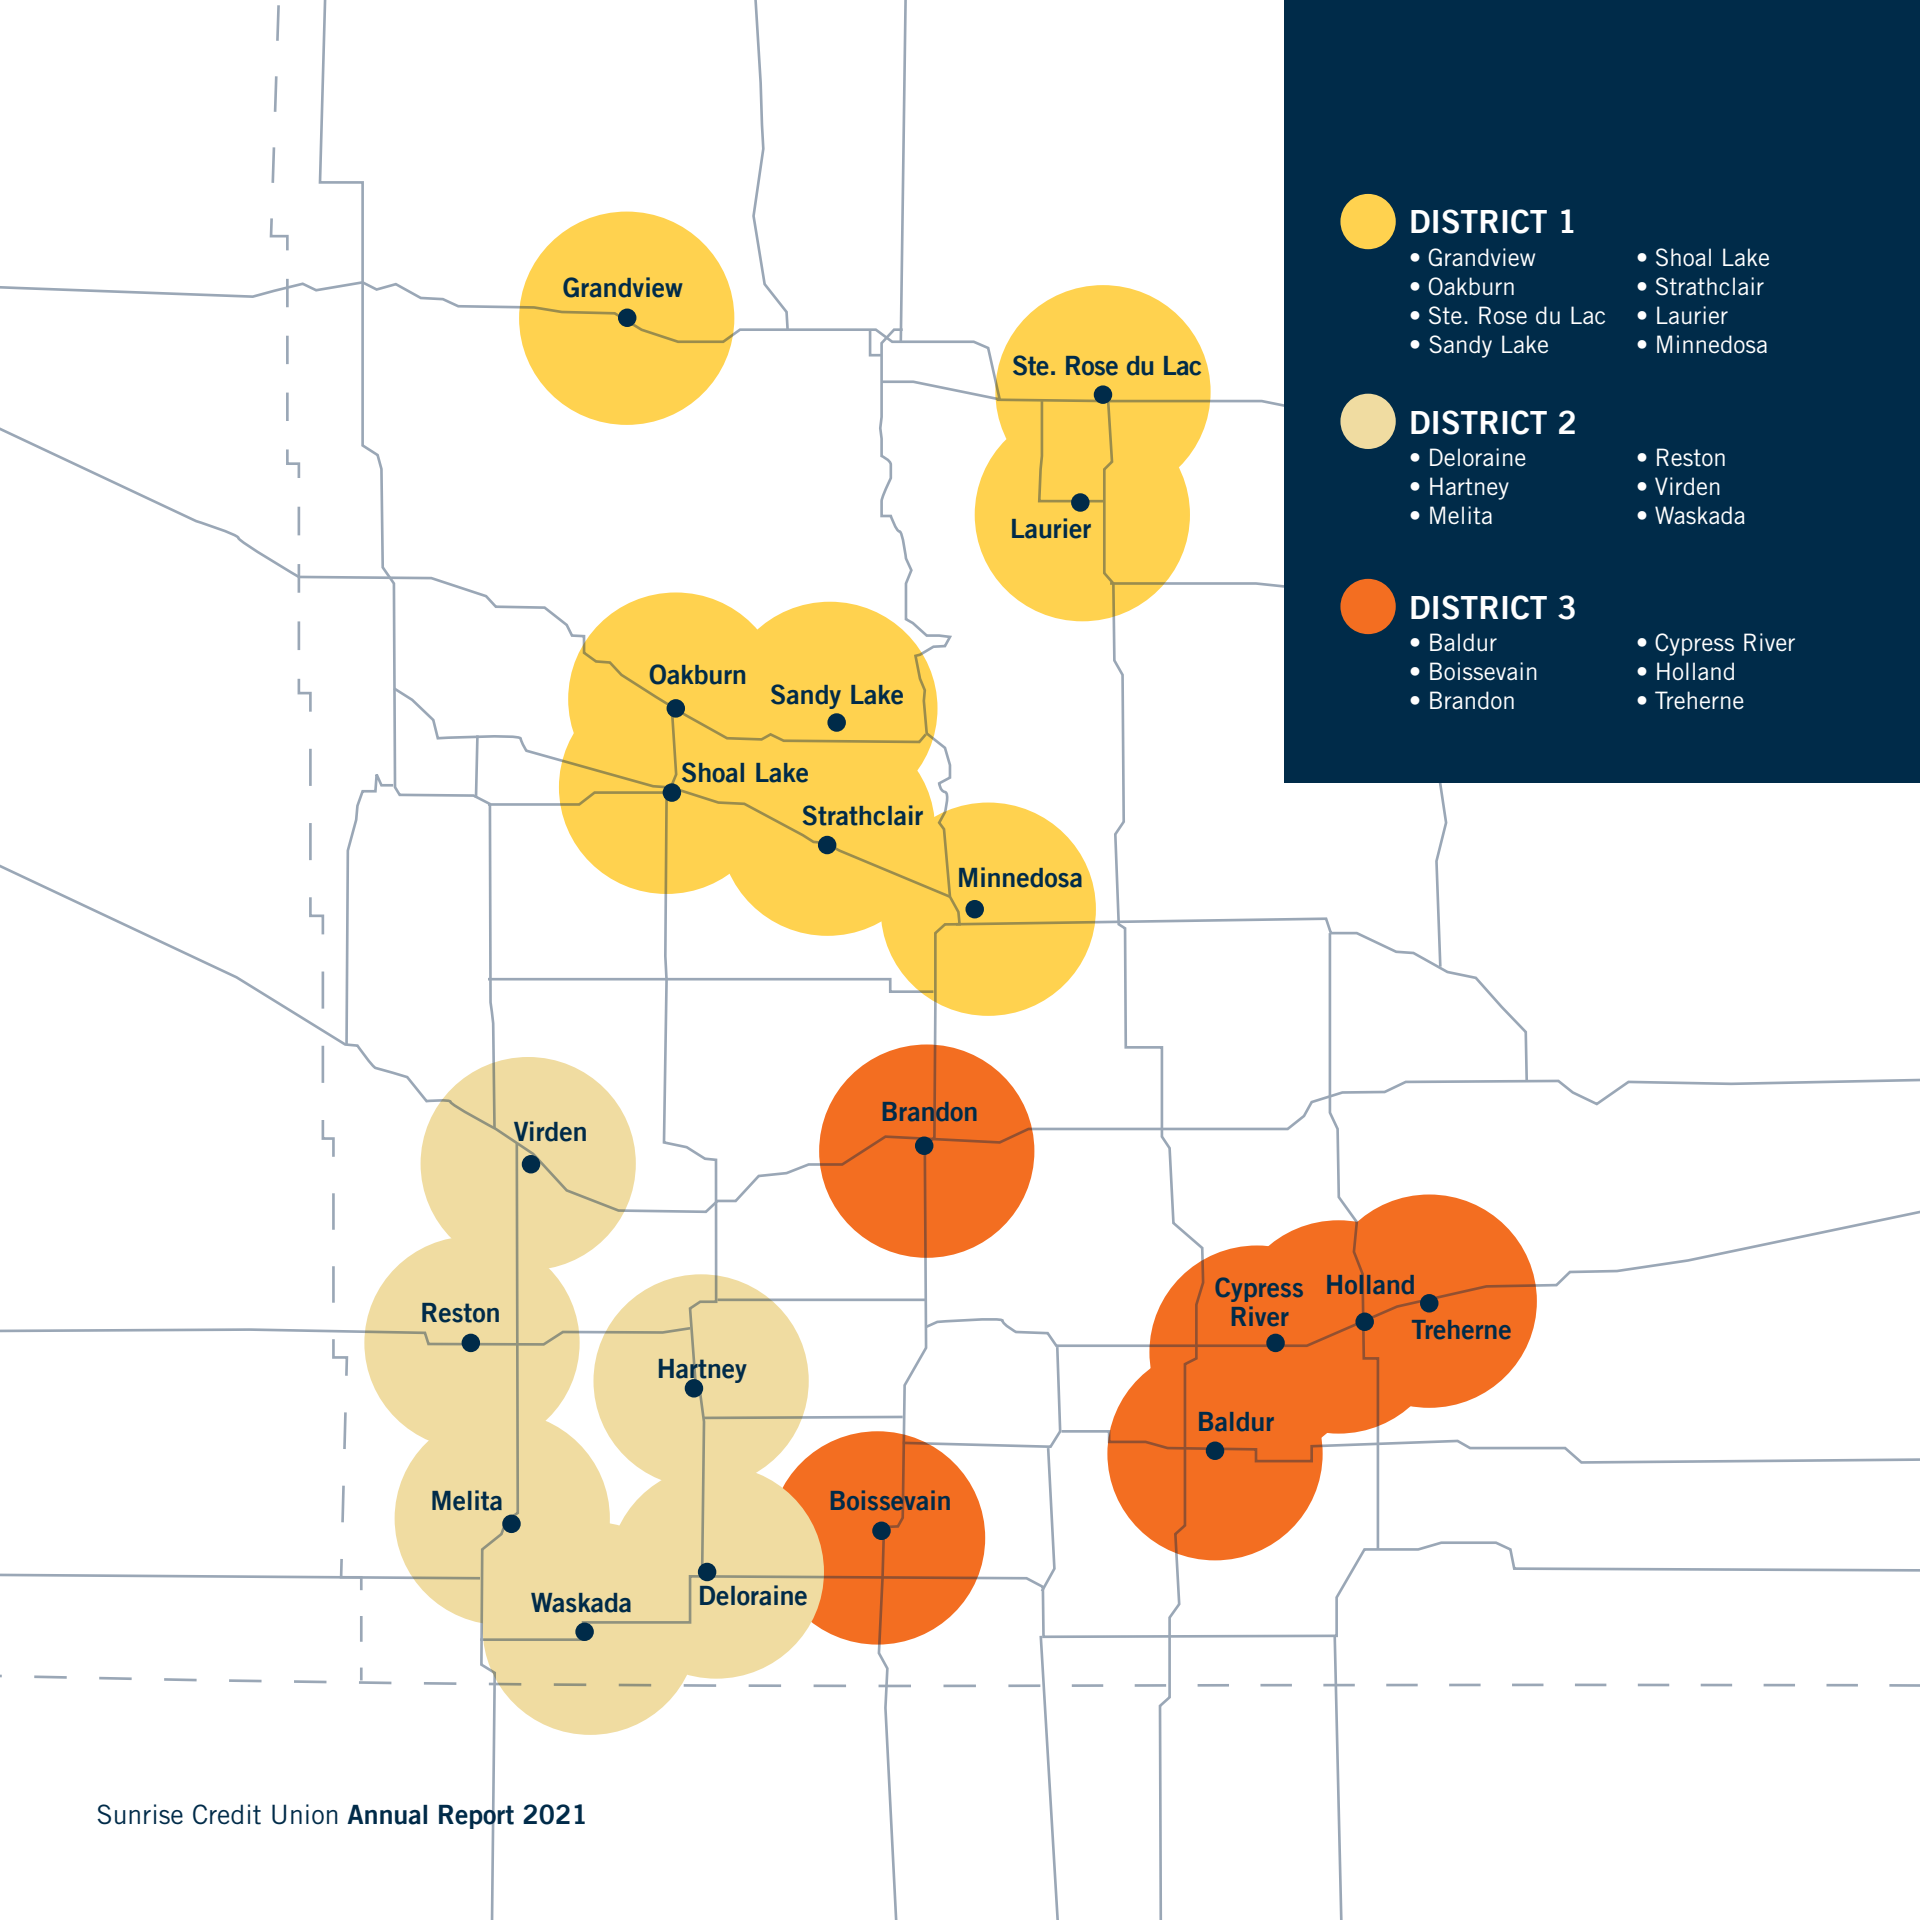 DISTRICT 1
• Grandview
• Oakburn
• Ste. Rose du Lac
• Sandy Lake
• Shoal Lake
• Strathclair
• Laurier
• Minnedosa
DISTRICT 2
• Deloraine
• Hartney
• Melita
• Reston
• Virden
• Waskada
DISTRICT 3
• Baldur
• Boissevain
• Brandon
• Cypress River
• Holland
• Treherne
Grandview
Ste. Rose du Lac
Laurier
Oakburn
Sandy Lake
Shoal Lake
Strathclair
Minnedosa
Brandon
Virden
Reston
Hartney
Cypress
River
Holland
Treherne
Baldur
Melita
Boissevain
Waskada
Deloraine
Sunrise Credit Union Annual Report 2021